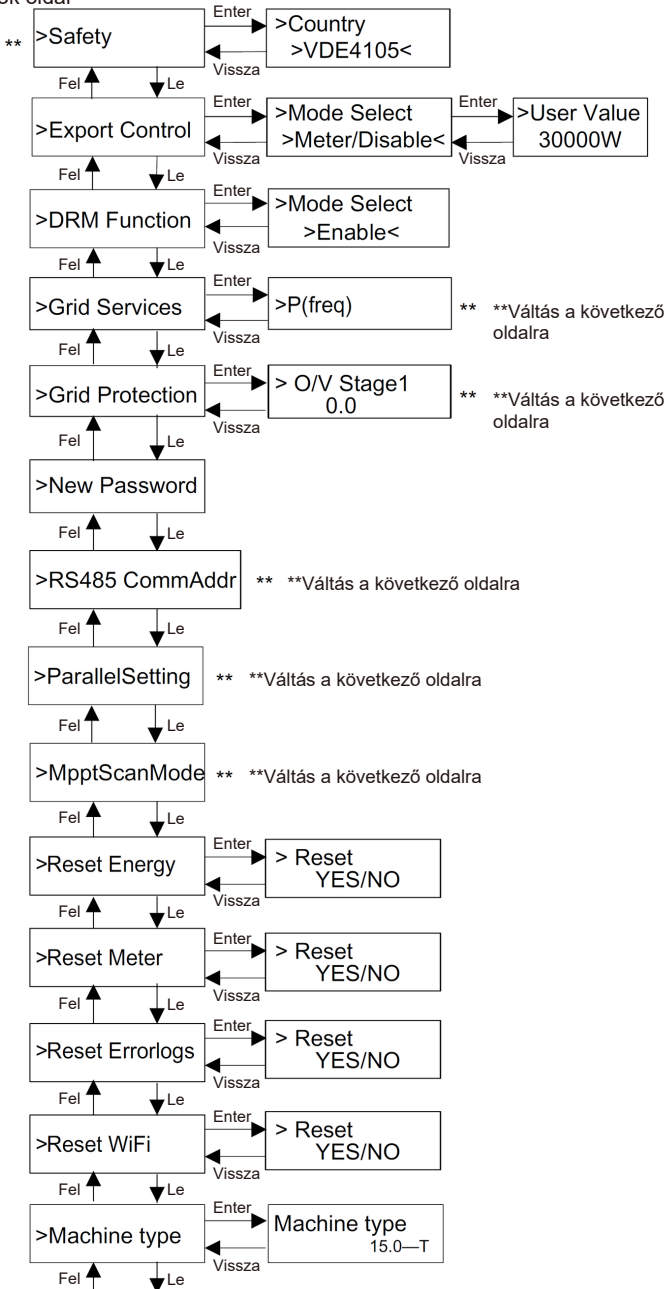 Enter
>Country
>Safety
**
>VDE4105<
Vissza
Fel
Le
Enter
>Mode Select
Enter
>User Value
>Export Control
>Meter/Disable<
30000W
Vissza
Vissza
Fel
Le
Enter
>Mode Select
>DRM Function
>Enable<
Vissza
Fel
Le
Enter
>Grid Services
>P(freq)
** **Váltás a következő
oldalra
Vissza
Fel
Le
Enter
> O/V Stage1
>Grid Protection
0.0
** **Váltás a következő
oldalra
Vissza
Fel
Le
>New Password
Fel
Le
>RS485 CommAddr
** **Váltás a következő oldalra
Fel
Le
>ParallelSetting
** **Váltás a következő oldalra
Fel
Le
>MpptScanMode
** **Váltás a következő oldalra
Fel
Le
Enter
>Reset Energy
> Reset
YES/NO
Vissza
Fel
Le
Enter
>Reset Meter
> Reset
YES/NO
Vissza
Fel
Le
Enter
>Reset Errorlogs
> Reset
YES/NO
Vissza
Fel
Le
Enter
>Reset WiFi
> Reset
YES/NO
Vissza
Fel
Le
Enter
>Machine type
Machine type
15.0—T
Vissza
Fel
Le